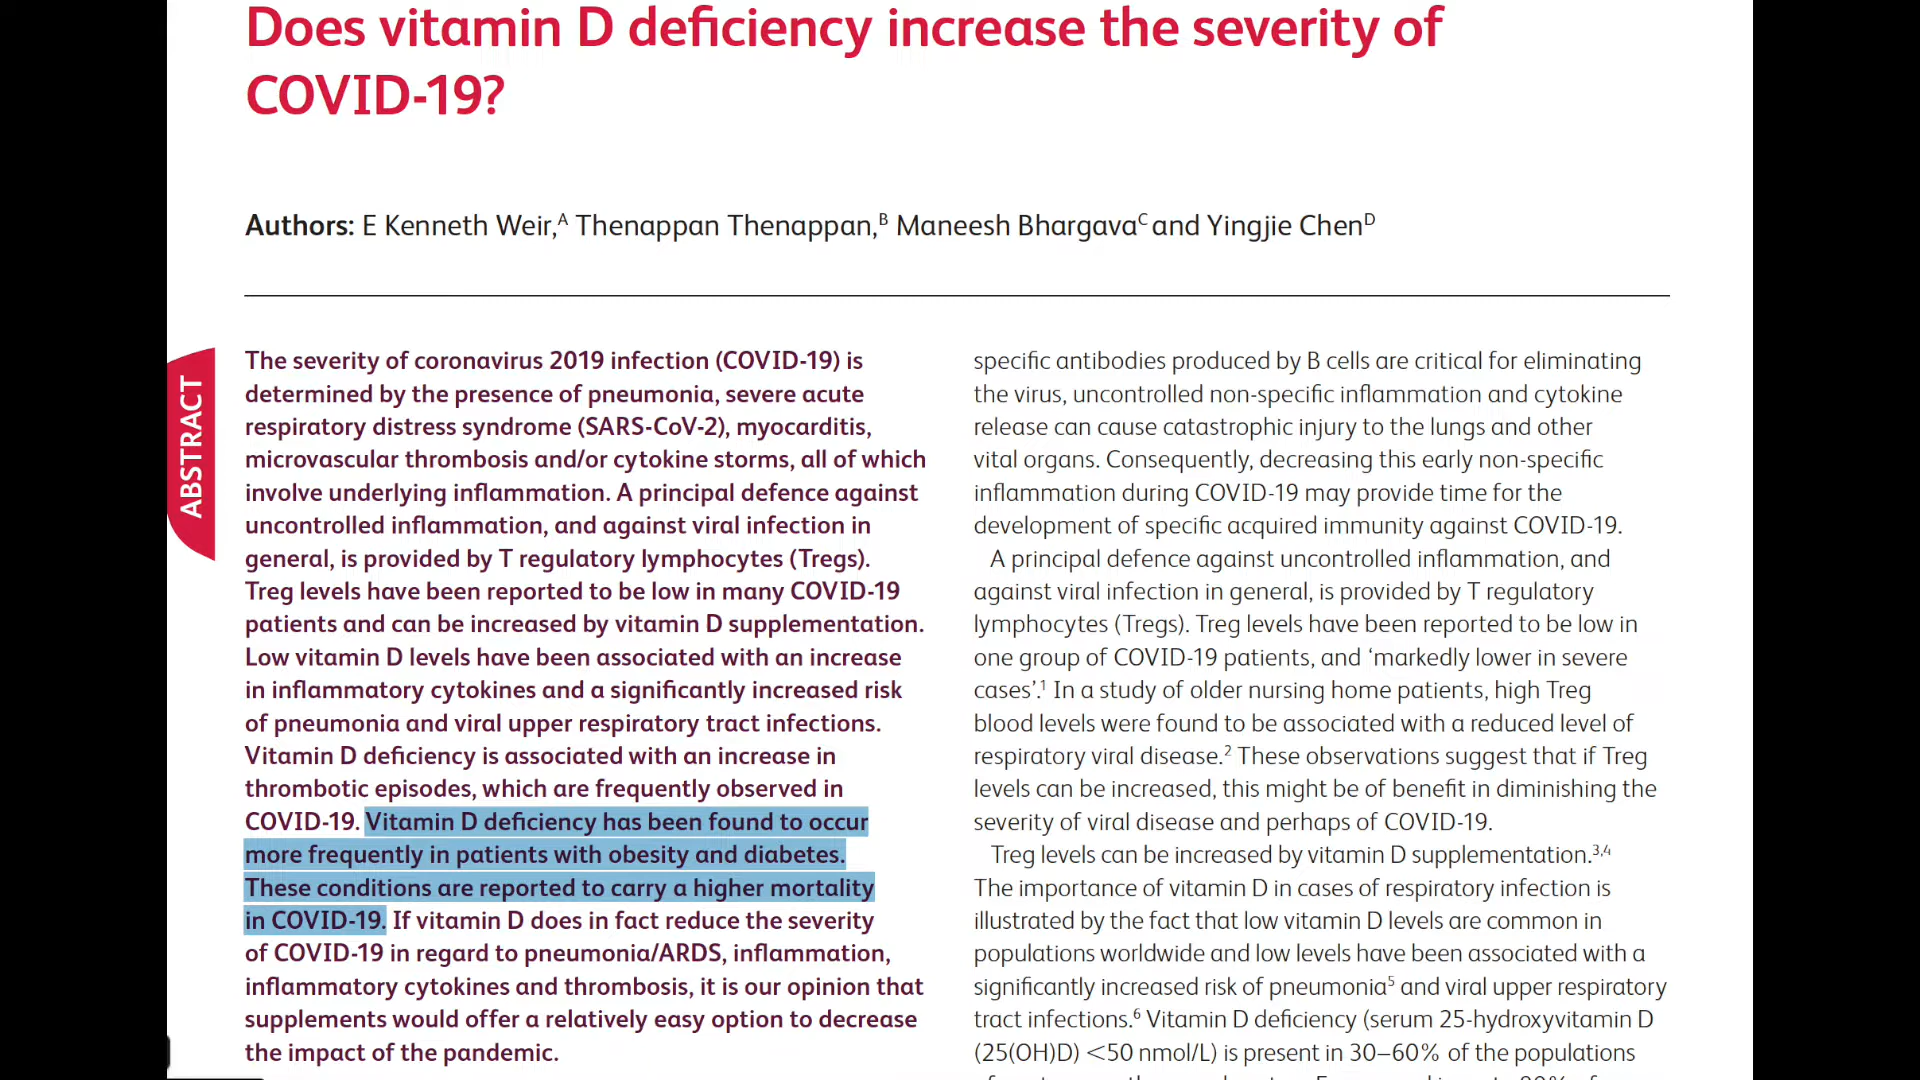 Does vitamin D deficiency increase the severity of
COVID-19?
Authors: E Kenneth Weir,A Thenappan Thenappan,B Maneesh BhargavaC and Yingjie ChenD
ABSTRACT
The severity of coronavirus 2019 infection (COVID-19) is
determined by the presence of pneumonia, severe acute
respiratory distress syndrome (SARS-CoV-2), myocarditis,
microvascular thrombosis and/or cytokine storms, all of which
involve underlying inflammation. A principal defence against
uncontrolled inflammation, and against viral infection in
general, is provided by T regulatory lymphocytes (Tregs).
Treg levels have been reported to be low in many COVID-19
patients and can be increased by vitamin D supplementation.
Low vitamin D levels have been associated with an increase
in inflammatory cytokines and a significantly increased risk
of pneumonia and viral upper respiratory tract infections.
Vitamin D deficiency is associated with an increase in
thrombotic episodes, which are frequently observed in
COVID-19. Vitamin D deficiency has been found to occur
more frequently in patients with obesity and diabetes.
These conditions are reported to carry a higher mortality
in COVID-19. If vitamin D does in fact reduce the severity
of COVID-19 in regard to pneumonia/ARDS, inflammation,
inflammatory cytokines and thrombosis, it is our opinion that
supplements would offer a relatively easy option to decrease
the impact of the pandemic.
specific antibodies produced by B cells are critical for eliminating
the virus, uncontrolled non-specific inflammation and cytokine
release can cause catastrophic injury to the lungs and other
vital organs. Consequently, decreasing this early non-specific
inflammation during COVID-19 may provide time for the
development of specific acquired immunity against COVID-19.
A principal defence against uncontrolled inflammation, and
against viral infection in general, is provided by T regulatory
lymphocytes (Tregs). Treg levels have been reported to be low in
one group of COVID-19 patients, and ‘markedly lower in severe
cases’.1 In a study of older nursing home patients, high Treg
blood levels were found to be associated with a reduced level of
respiratory viral disease.2 These observations suggest that if Treg
levels can be increased, this might be of benefit in diminishing the
severity of viral disease and perhaps of COVID-19.
Treg levels can be increased by vitamin D supplementation.3,4
The importance of vitamin D in cases of respiratory infection is
illustrated by the fact that low vitamin D levels are common in
populations worldwide and low levels have been associated with a
significantly increased risk of pneumonia5 and viral upper respiratory
tract infections.6 Vitamin D deficiency (serum 25-hydroxyvitamin D
(25(OH)D) <50 nmol/L) is present in 30–60% of the populations